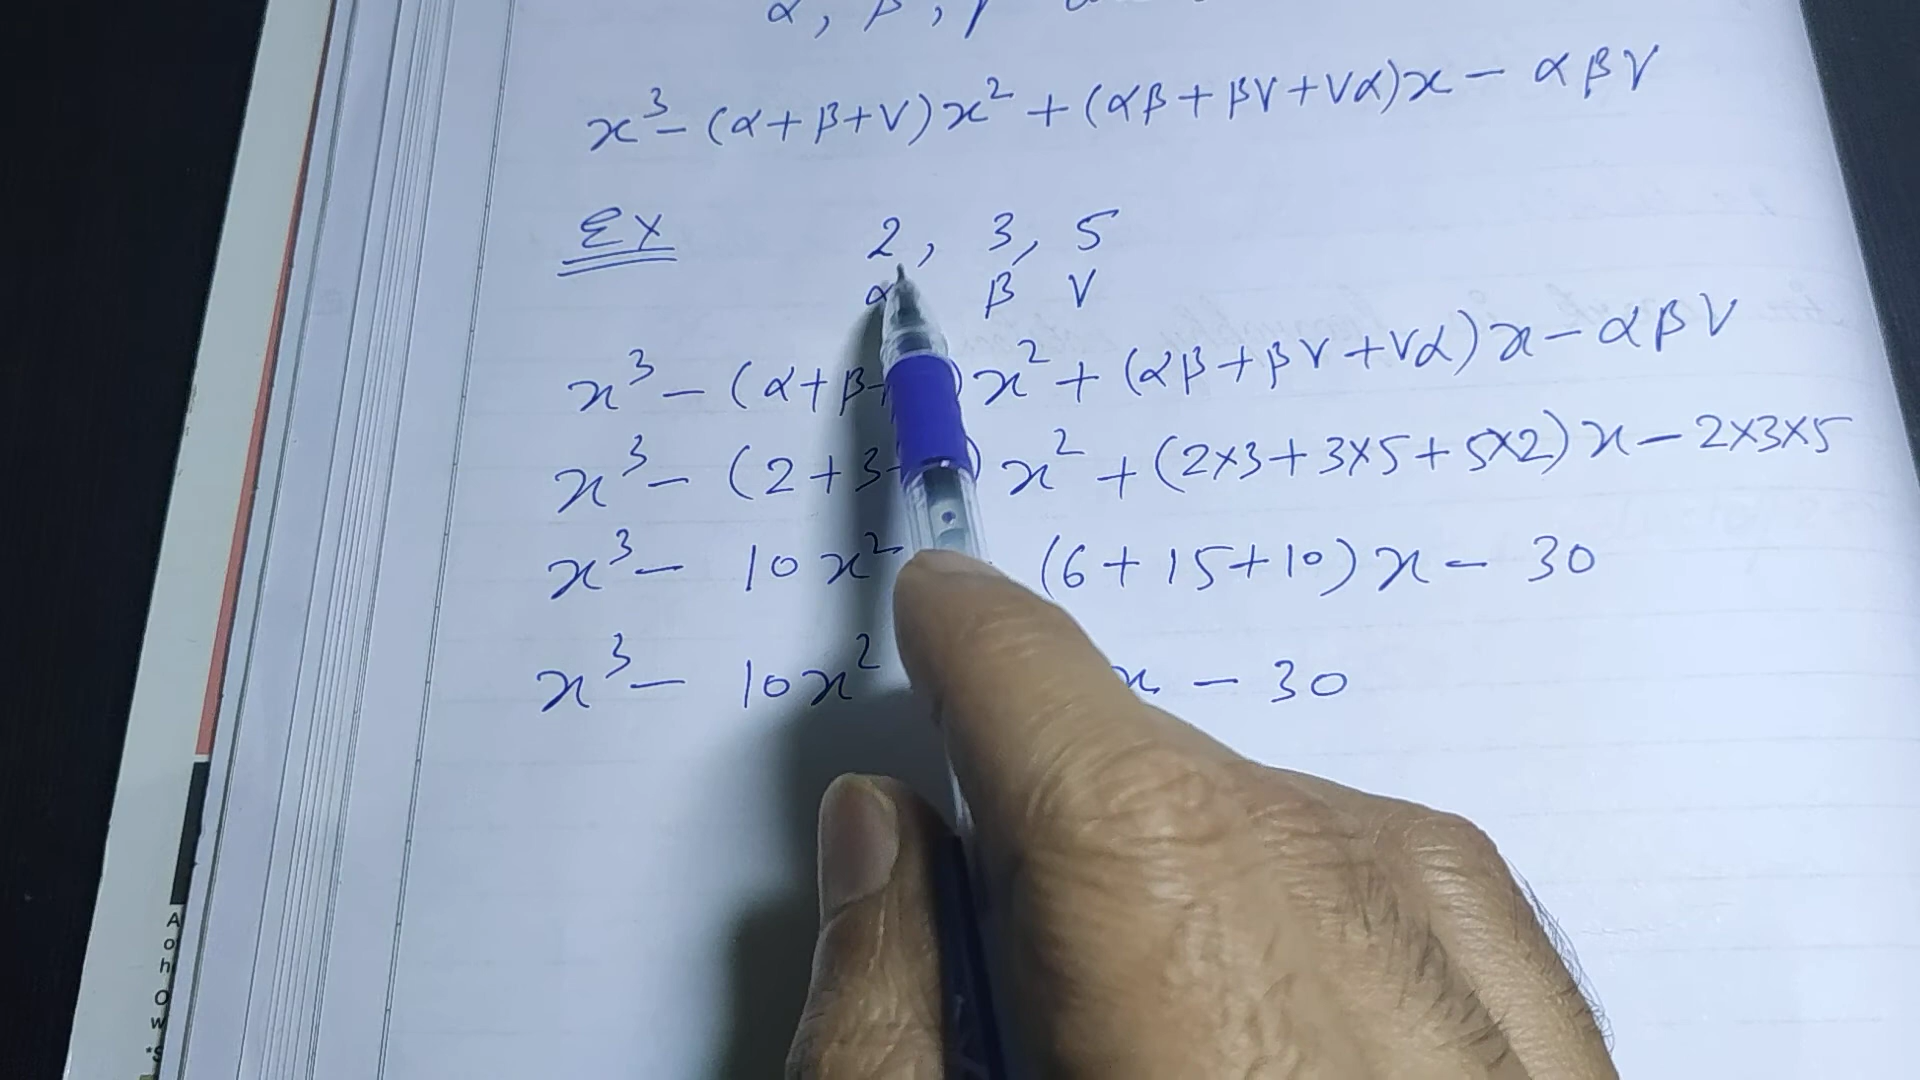 α, β, γ
x³ - (α + β + γ)x² + (αβ + βγ + γα)x - αβγ
Ex 2, 3, 5
α β γ
x³ - (α + β )x² + (αβ + βγ + γα)x - αβγ
x³ - (2 + 3 ) x² + (2×3 + 3×5 + 5×2)x - 2×3×5
x³ - 10x² (6 + 15 + 10)x - 30
x³ - 10x² x - 30
A
o
h
O
W
*S